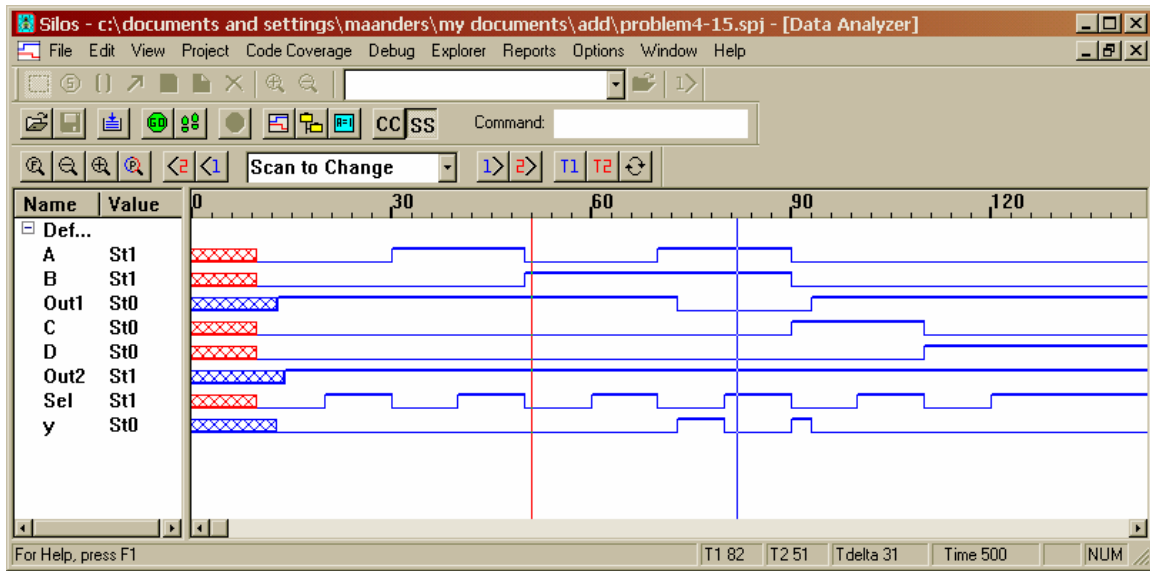 Silos - c:\documents and settings\maanders\my documents\add\problem4-15.spj - [Data Analyzer]
File Edit View Project Code Coverage Debug Explorer Reports Options Window Help
CC SS Command:
Scan to Change T1 T2
Name Value 0 30 60 90 120
Def...
A St1
B St1
Out1 St0
C St0
D St0
Out2 St1
Sel St1
y St0
For Help, press F1 T1 82 T2 51 Tdelta 31 Time 500 NUM